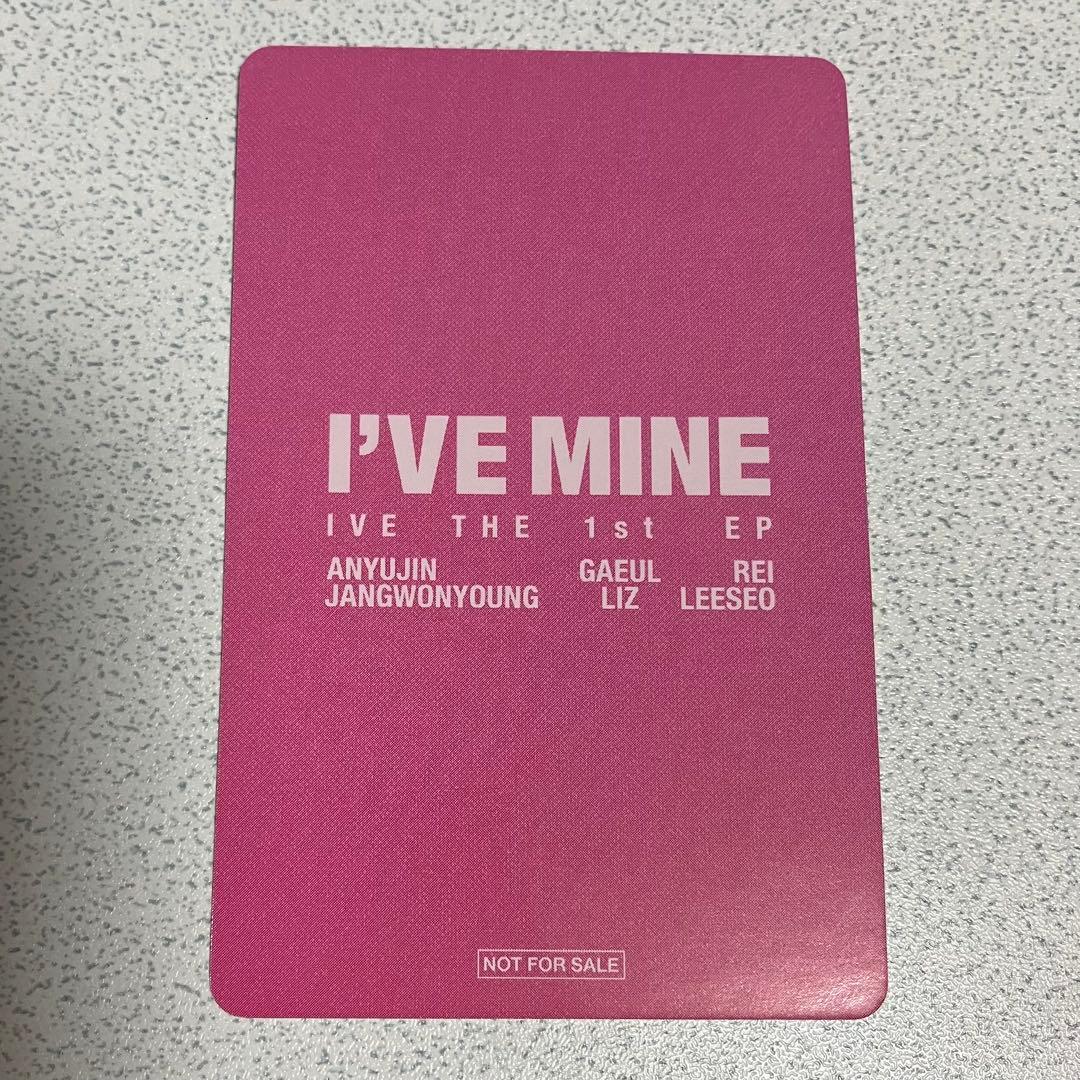 I'VE MINE
IVE THE 1st EP
ANYUJIN GAEUL REI
JANGWONYOUNG LIZ LEESEO
NOT FOR SALE